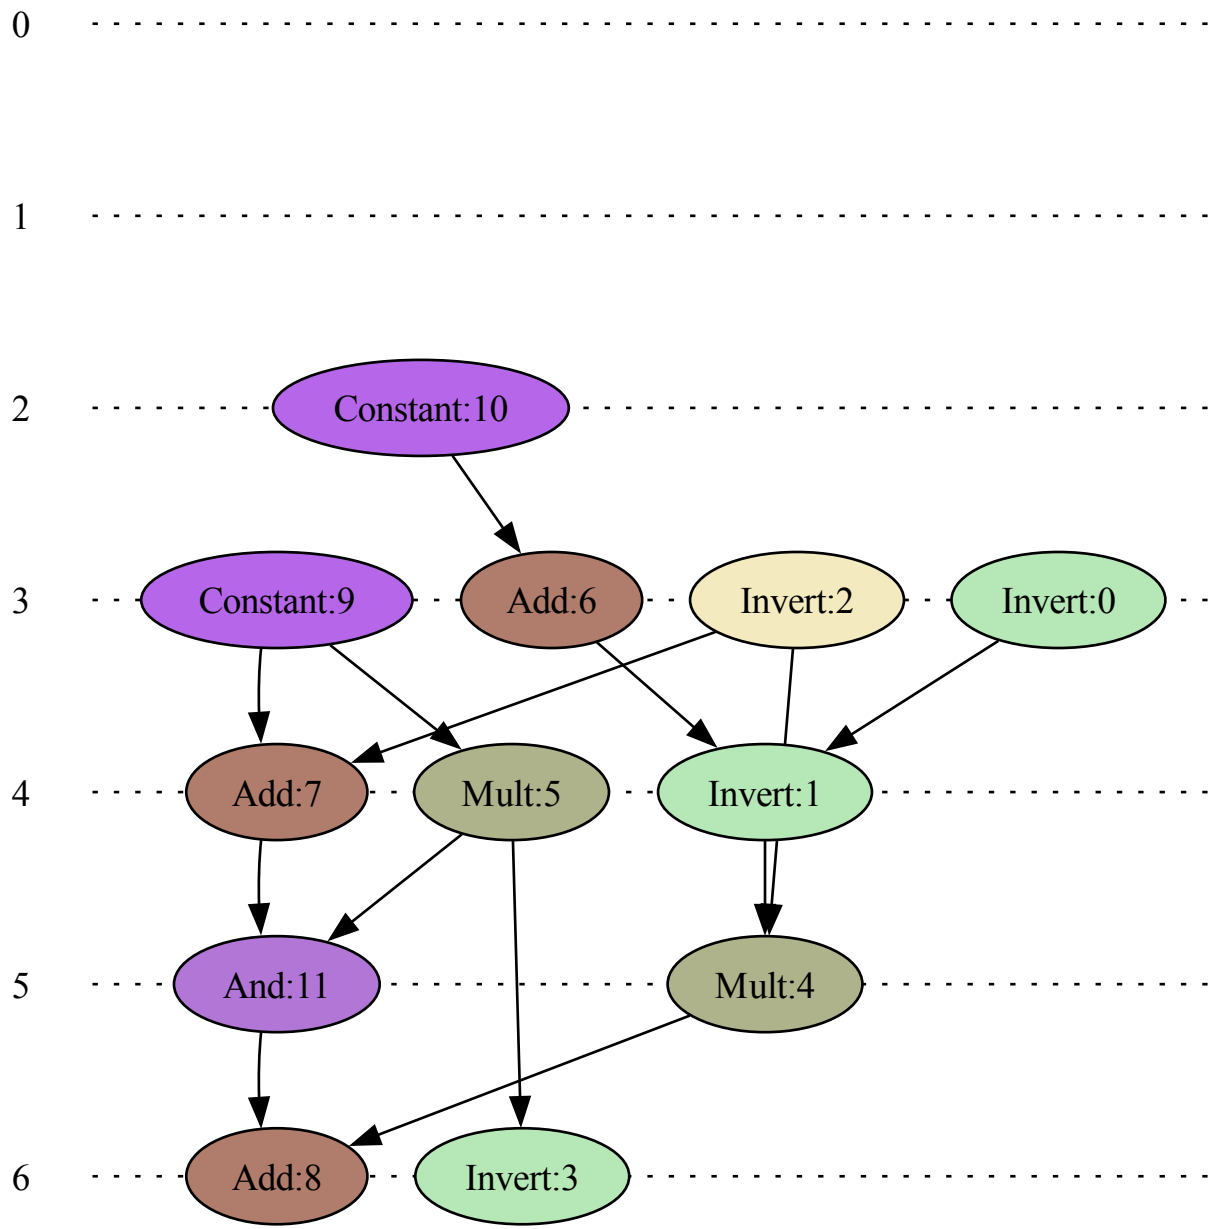 0
1
2 Constant:10
3 Constant:9 Add:6 Invert:2 Invert:0
4 Add:7 Mult:5 Invert:1
5 And:11 Mult:4
6 Add:8 Invert:3